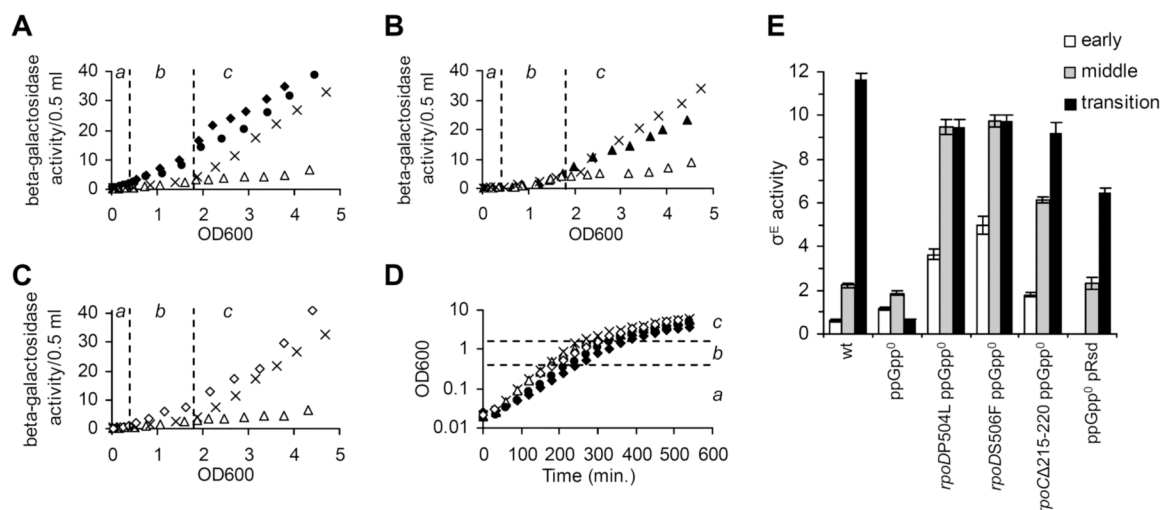 A
beta-galactosidase
activity/0.5 ml
40
30
20
10
0
a
b
c
0 1 2 3 4 5
OD600
B
beta-galactosidase
activity/0.5 ml
40
30
20
10
0
a
b
c
0 1 2 3 4 5
OD600
C
beta-galactosidase
activity/0.5 ml
40
30
20
10
0
a
b
c
0 1 2 3 4 5
OD600
D
OD600
10
1
0.1
0.01
c
b
a
0 100 200 300 400 500 600
Time (min.)
E
early
middle
transition
σE activity
12
10
8
6
4
2
0
wt
ppGpp0
rpoDP504L ppGpp0
rpoDS506F ppGpp0
rpoCΔ215-220 ppGpp0
ppGpp0 pRsd